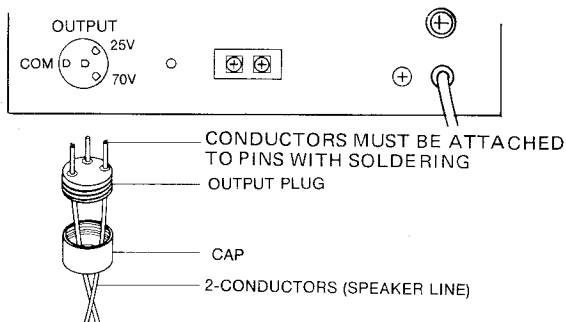 OUTPUT
25V
COM
70V
CONDUCTORS MUST BE ATTACHED
TO PINS WITH SOLDERING
OUTPUT PLUG
CAP
2-CONDUCTORS (SPEAKER LINE)